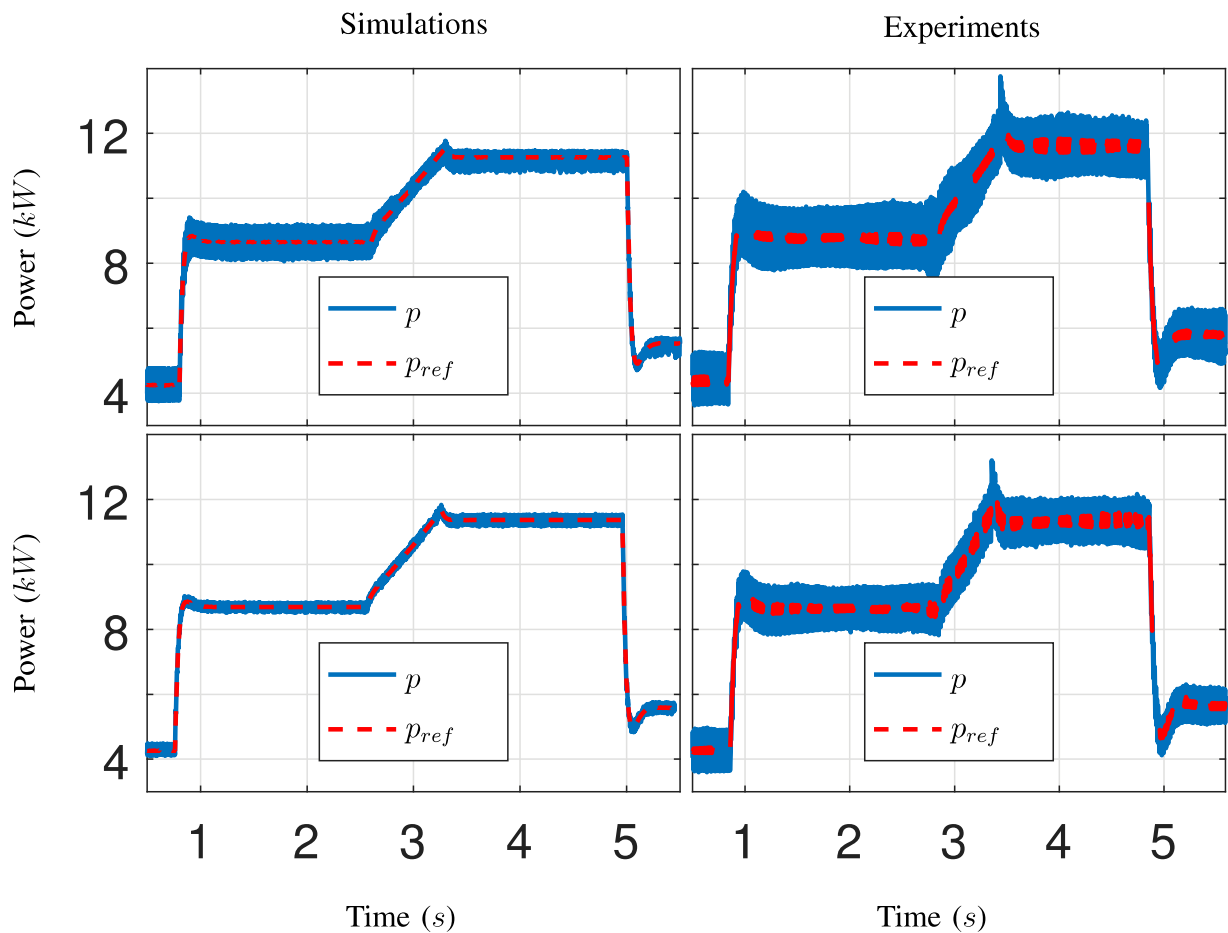 Simulations Experiments
Power (kW)
12
8
4
p
p_ref
p
p_ref
Power (kW)
12
8
4
p
p_ref
p
p_ref
1 2 3 4 5 1 2 3 4 5
Time (s) Time (s)